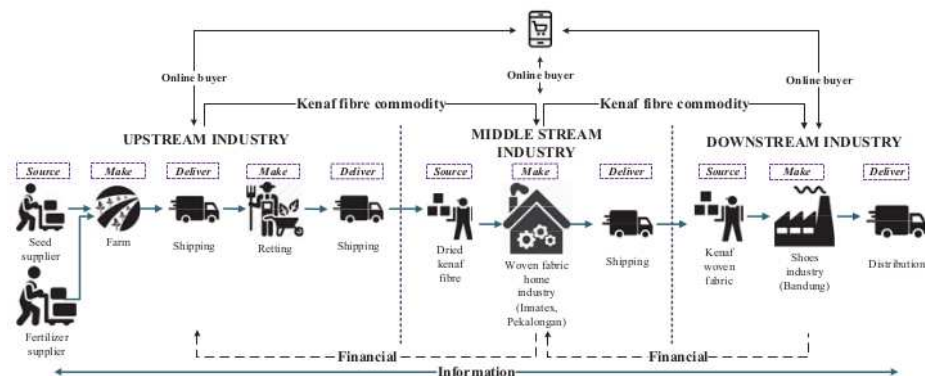 Online buyer
Online buyer
Online buyer
Kenaf fibre commodity
Kenaf fibre commodity
UPSTREAM INDUSTRY
MIDDLE STREAM
INDUSTRY
DOWNSTREAM INDUSTRY
Source
Make
Deliver
Make
Deliver
Source
Make
Deliver
Source
Make
Deliver
Seed
supplier
Farm
Shipping
Retting
Shipping
Dried
kenaf
fibre
Woven fabric
home
industry
(Innatex,
Pekalongan)
Shipping
Kenaf
woven
fabric
Shoes
industry
(Bandung)
Distribution
Fertilizer
supplier
Financial
Financial
Information